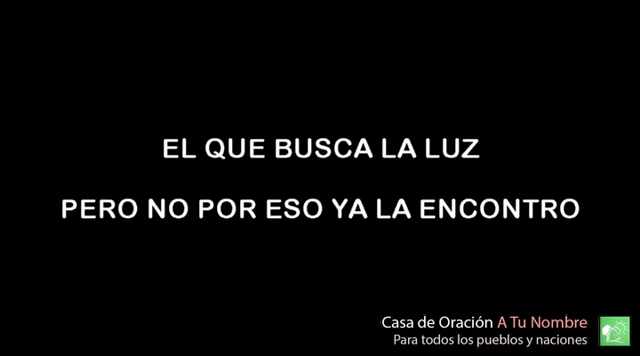 EL QUE BUSCA LA LUZ
PERO NO POR ESO YA LA ENCONTRO
Casa de Oración A Tu Nombre
Para todos los pueblos y naciones